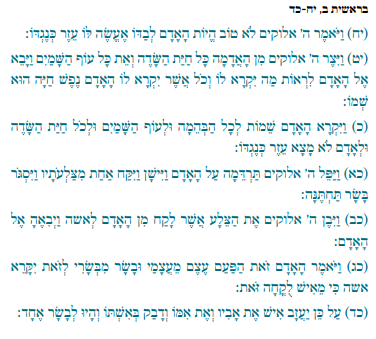 בראשית ב, יח-כד
(יח) וַיֹּאמֶר ה' אלוקים לֹא טוֹב הֱיוֹת הָאָדָם לְבַדּוֹ אֶעֱשֶׂה לּוֹ עֵזֶר כְּנֶגְדּוֹ:
(יט) וַיִּצֶר ה' אלוקים מִן הָאֲדָמָה כָּל חַיַּת הַשָּׂדֶה וְאֵת כָּל עוֹף הַשָּׁמַיִם וַיָּבֵא
אֶל הָאָדָם לִרְאוֹת מַה יִּקְרָא לוֹ וְכֹל אֲשֶׁר יִקְרָא לוֹ הָאָדָם נֶפֶשׁ חַיָּה הוּא
שְׁמוֹ:
(כ) וַיִּקְרָא הָאָדָם שֵׁמוֹת לְכָל הַבְּהֵמָה וּלְעוֹף הַשָּׁמַיִם וּלְכֹל חַיַּת הַשָּׂדֶה
וּלְאָדָם לֹא מָצָא עֵזֶר כְּנֶגְדּוֹ:
(כא) וַיַּפֵּל ה' אלוקים תַּרְדֵּמָה עַל הָאָדָם וַיִּישָׁן וַיִּקַּח אַחַת מִצַּלְעֹתָיו וַיִּסְגֹּר
בָּשָׂר תַּחְתֶּנָּה:
(כב) וַיִּבֶן ה' אלוקים אֶת הַצֵּלָע אֲשֶׁר לָקַח מִן הָאָדָם לְאִשָּׁה וַיְבִאֶהָ אֶל
הָאָדָם:
(כג) וַיֹּאמֶר הָאָדָם זֹאת הַפַּעַם עֶצֶם מֵעֲצָמַי וּבָשָׂר מִבְּשָׂרִי לְזֹאת יִקָּרֵא
אִשָּׁה כִּי מֵאִישׁ לֻקֳחָה זֹּאת:
(כד) עַל כֵּן יַעֲזָב אִישׁ אֶת אָבִיו וְאֶת אִמּוֹ וְדָבַק בְּאִשְׁתּוֹ וְהָיוּ לְבָשָׂר אֶחָד: